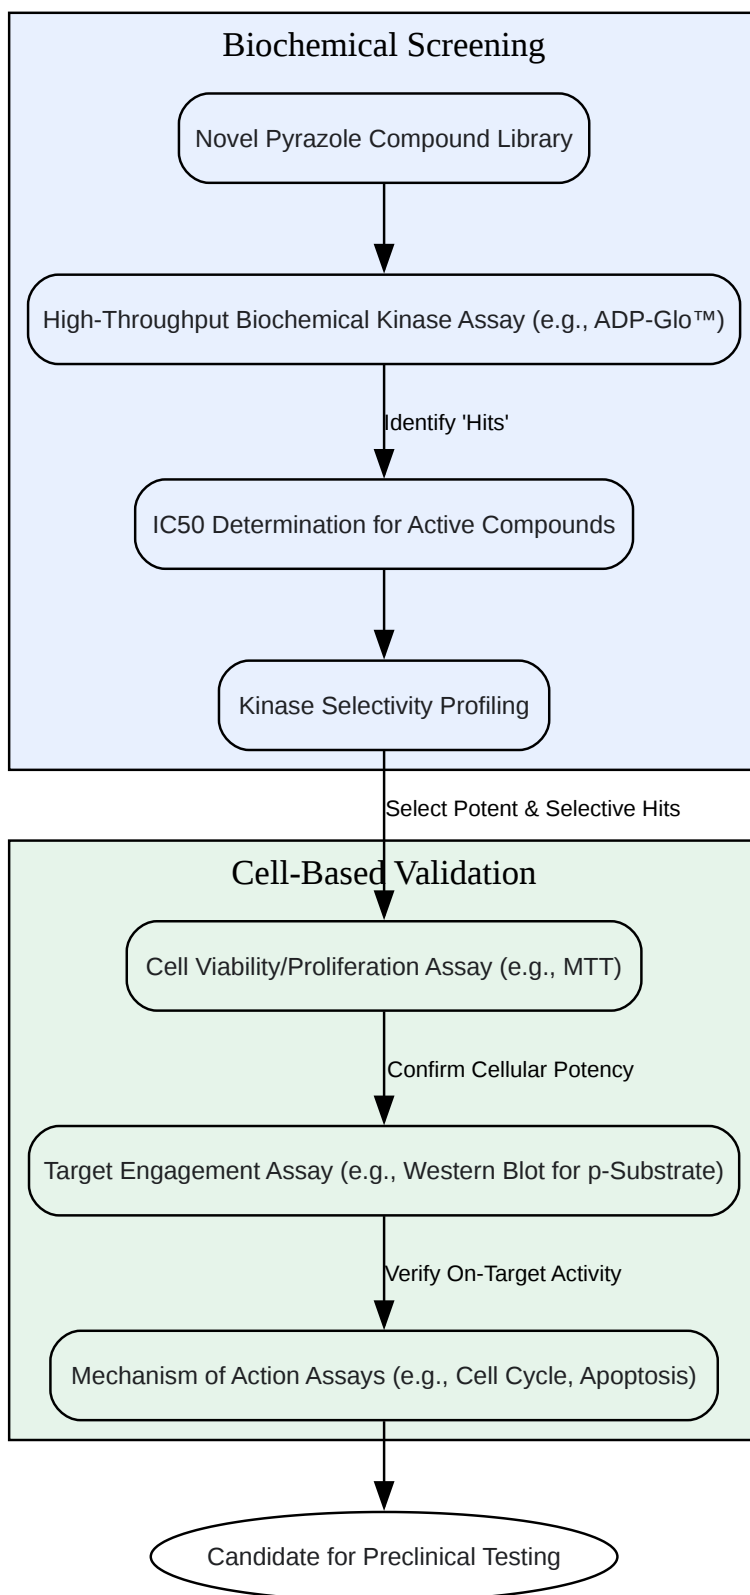 Biochemical Screening
Novel Pyrazole Compound Library
High-Throughput Biochemical Kinase Assay (e.g., ADP-Glo™)
Identify 'Hits'
IC50 Determination for Active Compounds
Kinase Selectivity Profiling
Select Potent & Selective Hits
Cell-Based Validation
Cell Viability/Proliferation Assay (e.g., MTT)
Confirm Cellular Potency
Target Engagement Assay (e.g., Western Blot for p-Substrate)
Verify On-Target Activity
Mechanism of Action Assays (e.g., Cell Cycle, Apoptosis)
Candidate for Preclinical Testing